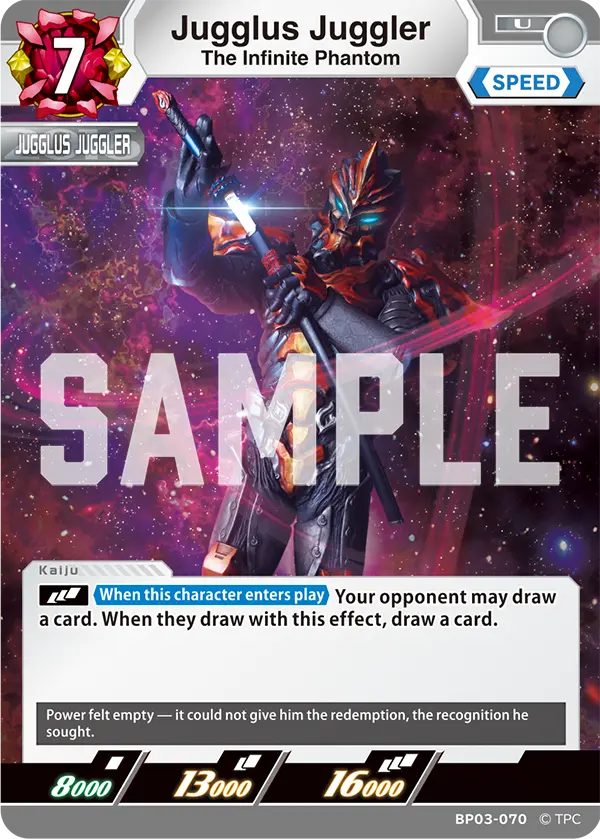 7
Jugglus Juggler
The Infinite Phantom
U
SPEED
JUGGLUS JUGGLER
SAMPLE
Kaiju
When this character enters play Your opponent may draw
a card. When they draw with this effect, draw a card.
Power felt empty — it could not give him the redemption, the recognition he
sought.
8000 13000 16000
BP03-070 © TPC